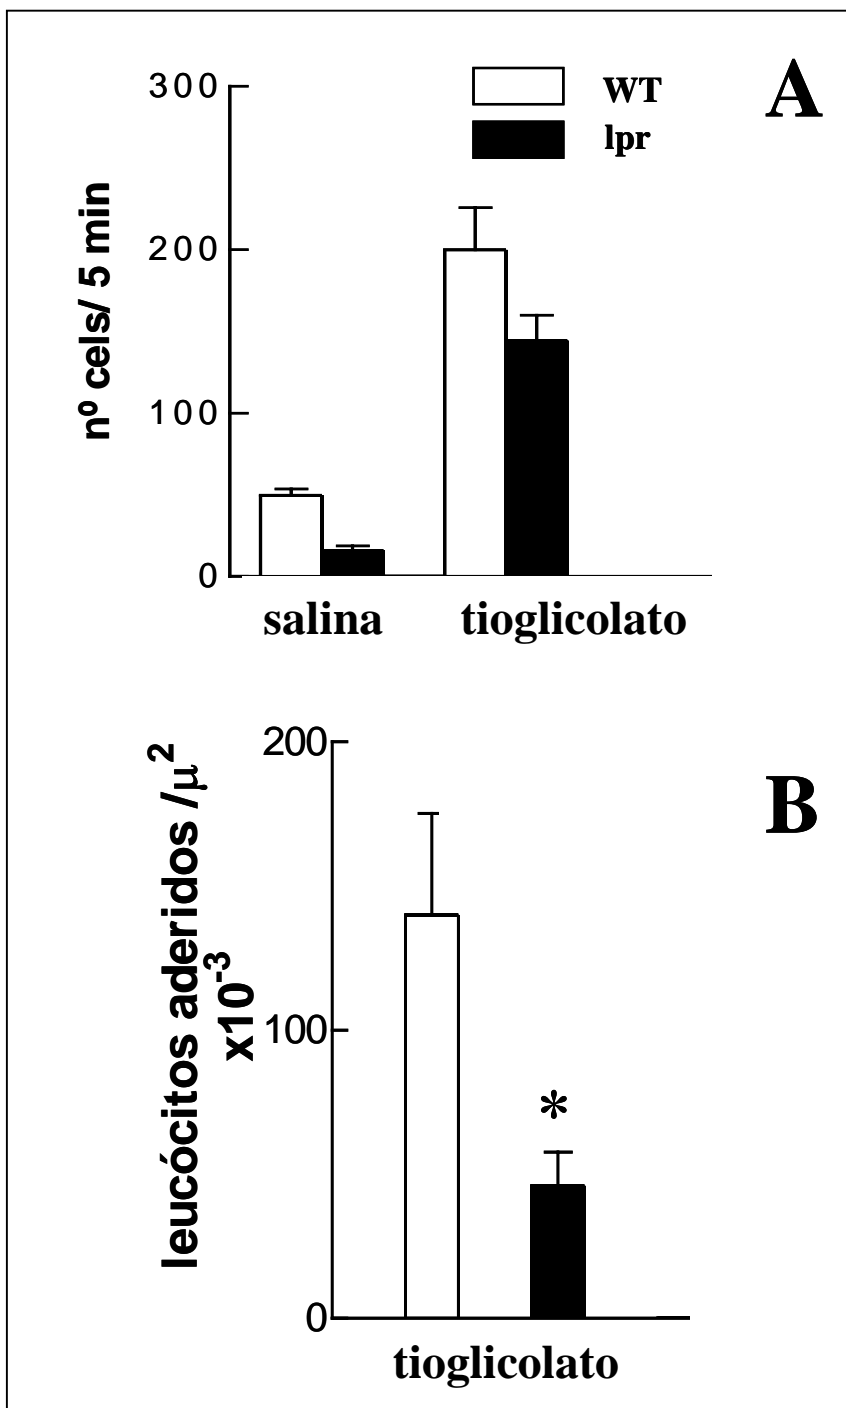 A
WT
lpr
nº cels/ 5 min
300
200
100
0
salina tioglicolato
B
leucócitos aderidos /μ²
x10⁻³
200
100
*
0
tioglicolato